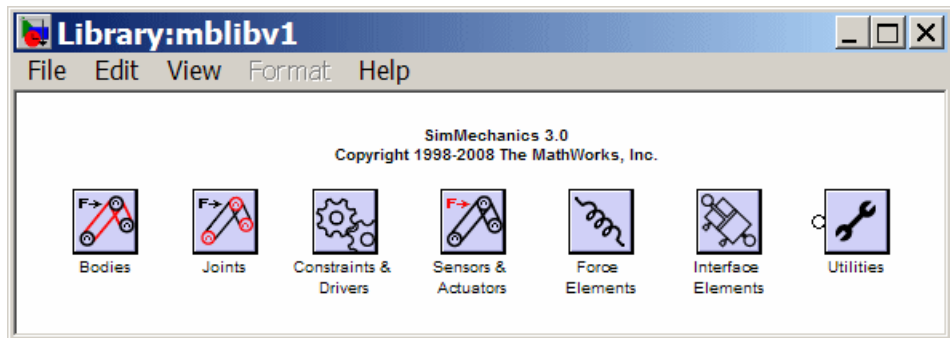 Library:mblibv1
File Edit View Format Help
SimMechanics 3.0
Copyright 1998-2008 The MathWorks, Inc.
F→ F→ F→
Bodies Joints Constraints & Sensors & Force Interface Utilities
Drivers Actuators Elements Elements